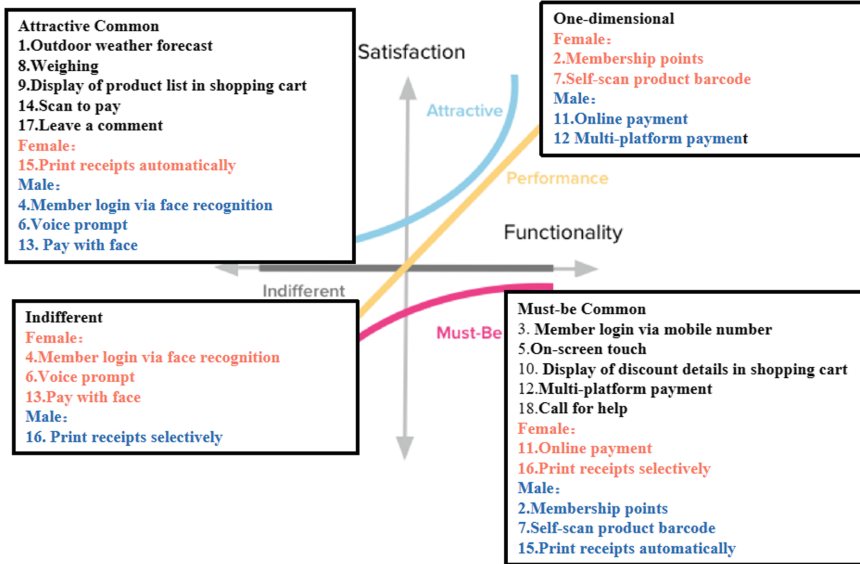 Attractive Common
1.Outdoor weather forecast
8.Weighing
9.Display of product list in shopping cart
14.Scan to pay
17.Leave a comment
Female：
15.Print receipts automatically
Male：
4.Member login via face recognition
6.Voice prompt
13. Pay with face
Satisfaction
Attractive
One-dimensional
Female：
2.Membership points
7.Self-scan product barcode
Male：
11.Online payment
12 Multi-platform payment
Performance
Functionality
Indifferent
Must-Be
Indifferent
Female：
4.Member login via face recognition
6.Voice prompt
13.Pay with face
Male：
16. Print receipts selectively
Must-be Common
3. Member login via mobile number
5.On-screen touch
10. Display of discount details in shopping cart
12.Multi-platform payment
18.Call for help
Female：
11.Online payment
16.Print receipts selectively
Male：
2.Membership points
7.Self-scan product barcode
15.Print receipts automatically